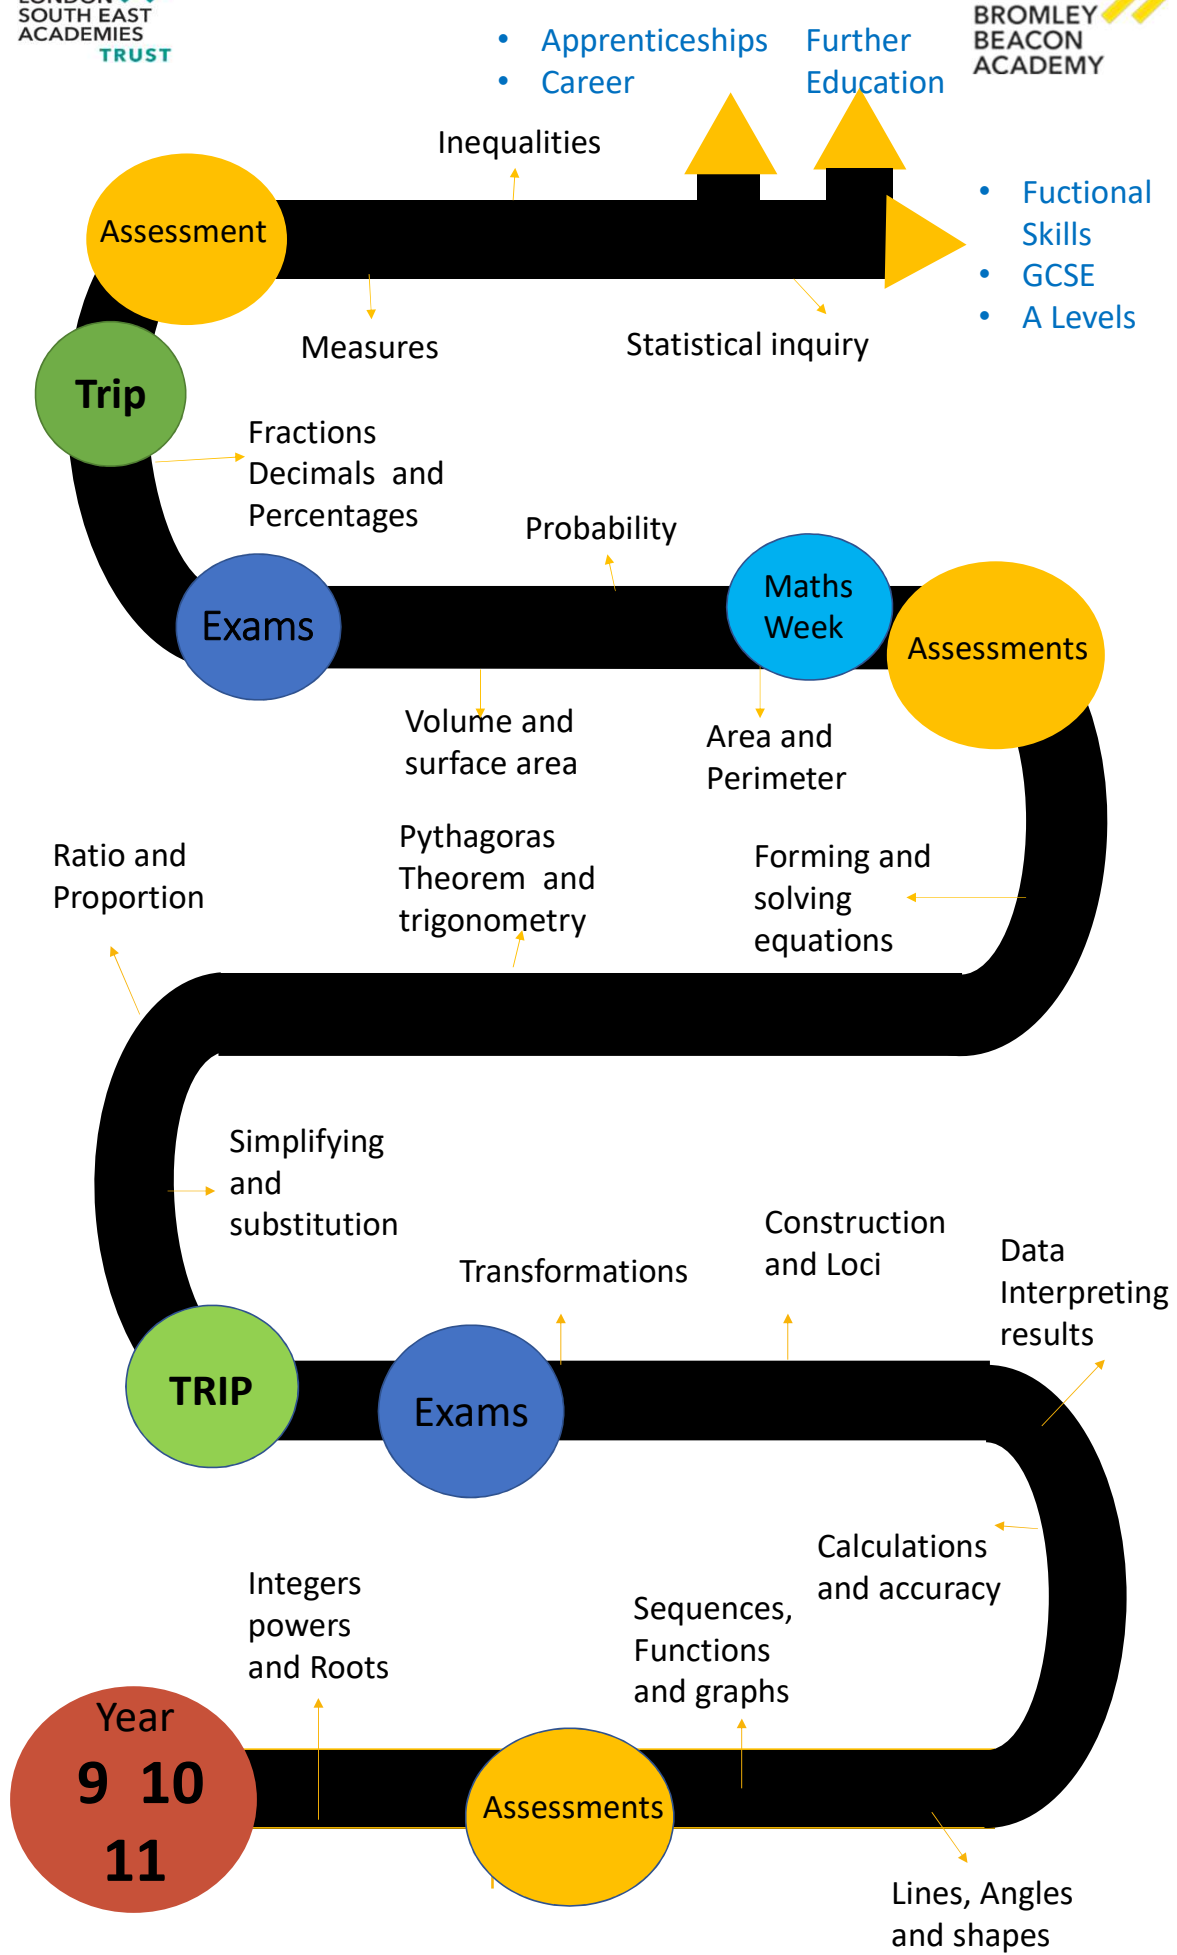 LONDON
SOUTH EAST
ACADEMIES
TRUST
BROMLEY
BEACON
ACADEMY
• Apprenticeships
• Career
Further
Education
Inequalities
Assessment
• Fuctional
Skills
• GCSE
• A Levels
Measures
Statistical inquiry
Trip
Fractions
Decimals and
Percentages
Probability
Exams
Maths
Week
Assessments
Volume and
surface area
Area and
Perimeter
Ratio and
Proportion
Pythagoras
Theorem and
trigonometry
Forming and
solving
equations
Simplifying
and
substitution
Transformations
Construction
and Loci
Data
Interpreting
results
TRIP
Exams
Calculations
and accuracy
Integers
powers
and Roots
Sequences,
Functions
and graphs
Year
9 10
11
Assessments
Lines, Angles
and shapes